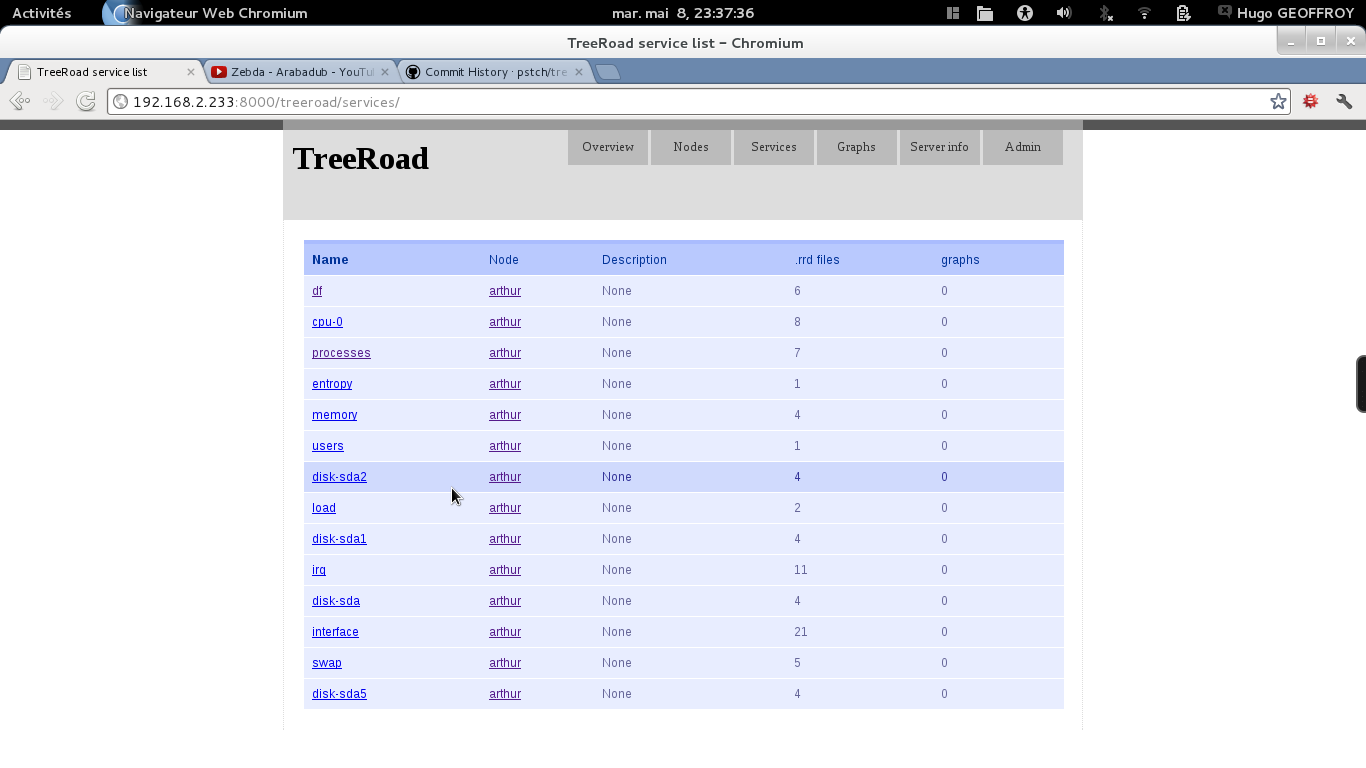 Activités Navigateur Web Chromium mar. mai 8, 23:37:36 Hugo GEOFFROY
TreeRoad service list – Chromium
TreeRoad service list Zebda - Arabadub - YouTu Commit History · pstch/tre
192.168.2.233:8000/treeroad/services/
TreeRoad
Overview Nodes Services Graphs Server info Admin
Name Node Description .rrd files graphs
df arthur None 6 0
cpu-0 arthur None 8 0
processes arthur None 7 0
entropy arthur None 1 0
memory arthur None 4 0
users arthur None 1 0
disk-sda2 arthur None 4 0
load arthur None 2 0
disk-sda1 arthur None 4 0
irq arthur None 11 0
disk-sda arthur None 4 0
interface arthur None 21 0
swap arthur None 5 0
disk-sda5 arthur None 4 0